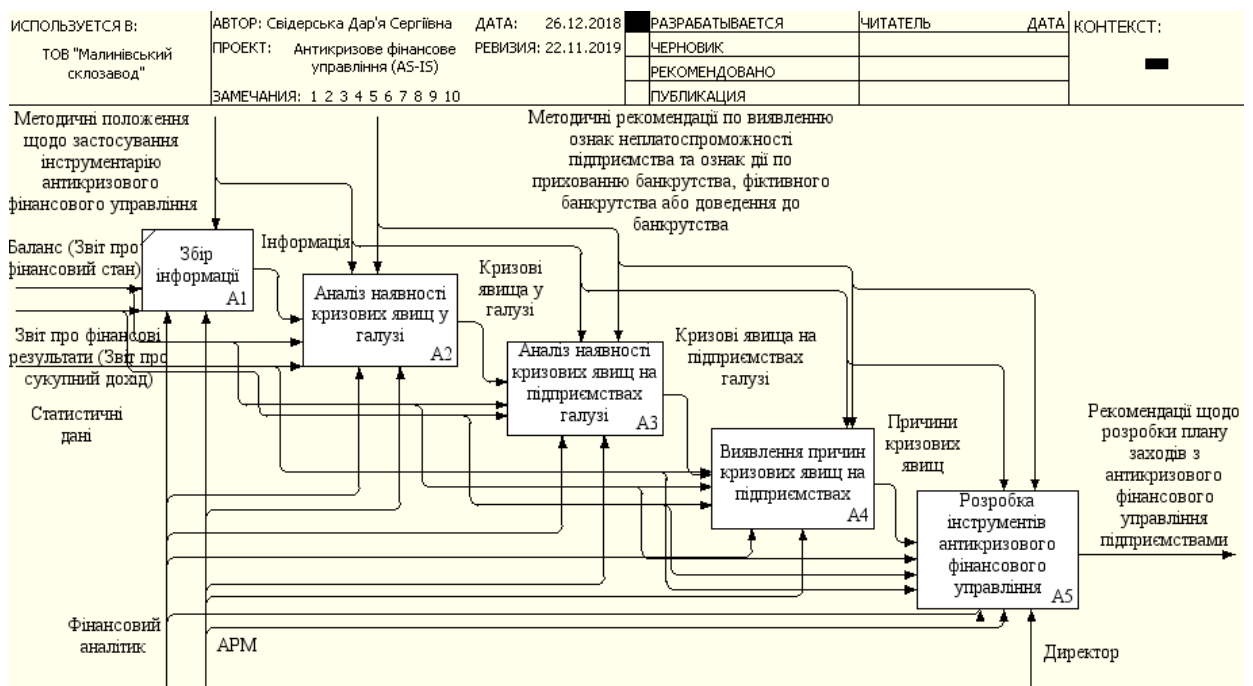 ИСПОЛЬЗУЕТСЯ В:
ТОВ "Малинівський
склозавод"
АВТОР: Свідерська Дар'я Сергіївна
ДАТА: 26.12.2018
ПРОЕКТ: Антикризове фінансове
управління (AS-IS)
РЕВИЗИЯ: 22.11.2019
ЗАМЕЧАНИЯ: 1 2 3 4 5 6 7 8 9 10
РАЗРАБАТЫВАЕТСЯ
ЧЕРНОВИК
РЕКОМЕНДОВАНО
ПУБЛИКАЦИЯ
ЧИТАТЕЛЬ ДАТА
КОНТЕКСТ:
Методичні положення
щодо застосування
інструментарію
антикризового
фінансового управління
Методичні рекомендації по виявленню
ознак неплатоспроможності
підприємства та ознак дії по
прихованню банкрутства, фіктивного
банкрутства або доведення до
банкрутства
Баланс (Звіт про
фінансовий стан)
Збір
інформації
A1
Інформація
Аналіз наявності
кризових явищ у
галузі
A2
Кризові
явища у
галузі
Звіт про фінансові
результати (Звіт про
сукупний дохід)
Аналіз наявності
кризових явищ на
підприємствах
галузі
A3
Кризові явища на
підприємствах
галузі
Статистичні
дані
Виявлення причин
кризових явищ на
підприємствах
A4
Причини
кризових
явищ
Рекомендації щодо
розробки плану
заходів з
антикризового
фінансового
управління
підприємствами
Розробка
інструментів
антикризового
фінансового
управління
A5
Фінансовий
аналітик
АРМ
Директор